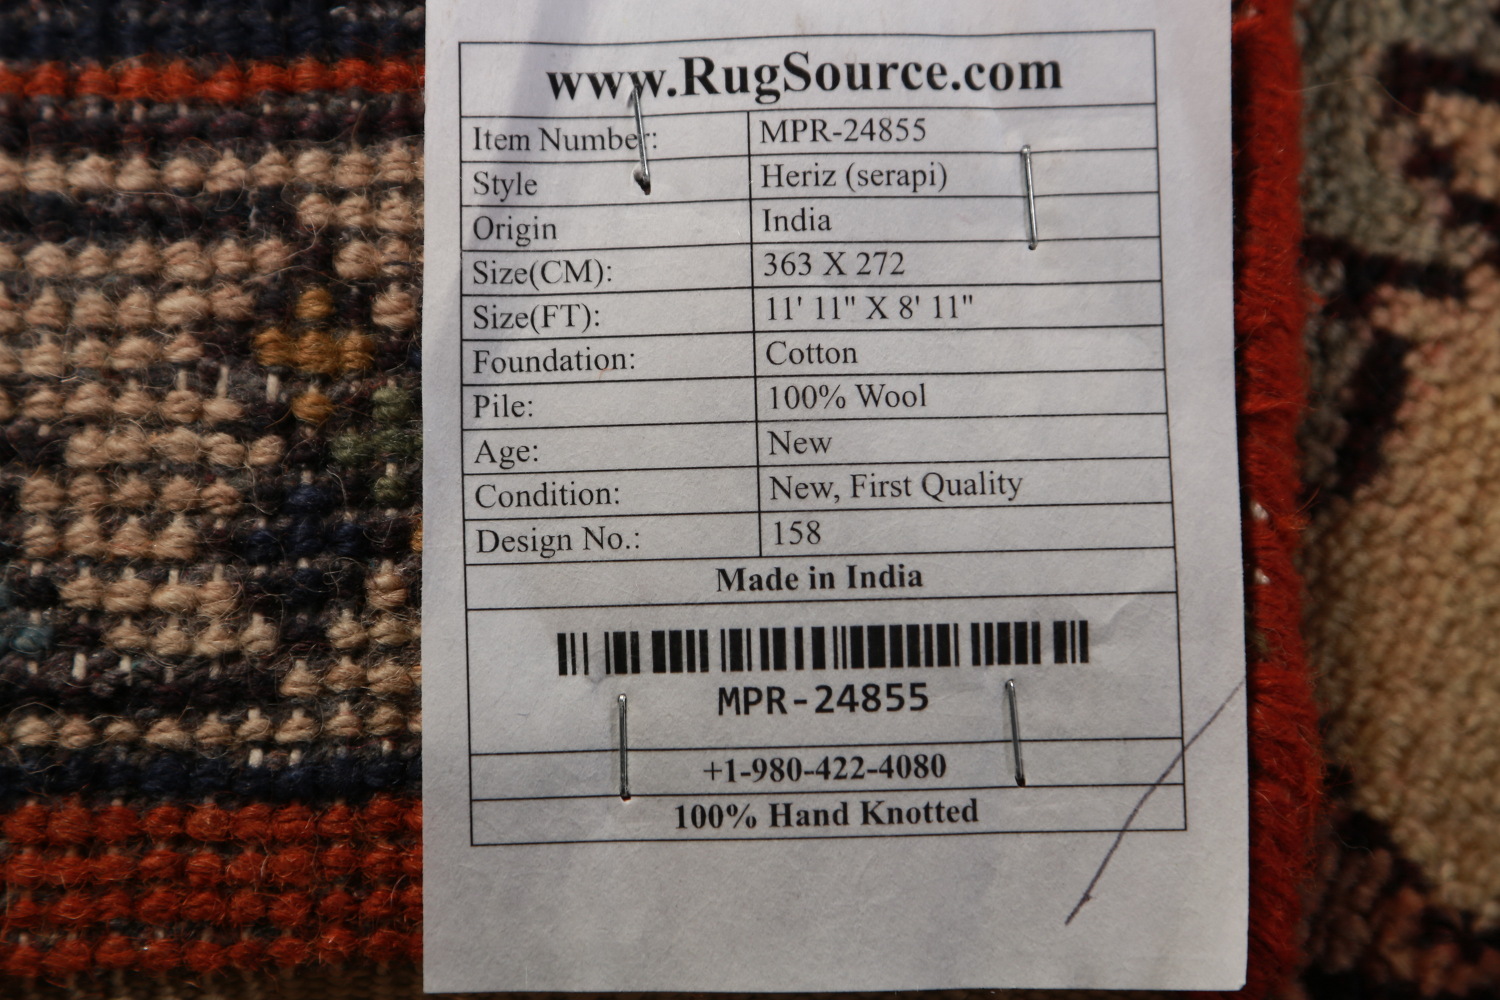 www.RugSource.com
Item Number: MPR-24855
Style Heriz (serapi)
Origin India
Size(CM): 363 X 272
Size(FT): 11' 11" X 8' 11"
Foundation: Cotton
Pile: 100% Wool
Age: New
Condition: New, First Quality
Design No.: 158
Made in India
MPR-24855
+1-980-422-4080
100% Hand Knotted